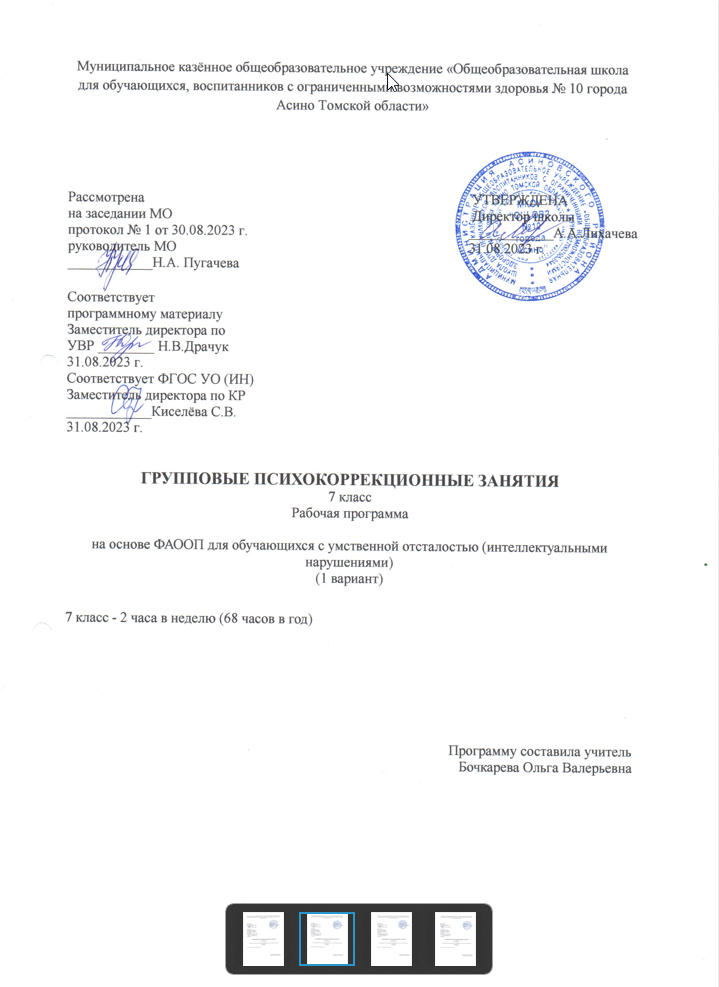 Муниципальное казённое общеобразовательное учреждение «Общеобразовательная школа
для обучающихся, воспитанников с ограниченными возможностями здоровья № 10 города
Асино Томской области»
Рассмотрена
на заседании МО
протокол № 1 от 30.08.2023 г.
руководитель МО
____________Н.А. Пугачева
УТВЕРЖДЕНА
Директор школы
____________А.А.Лихачева
31.08.2023 г.
Соответствует
программному материалу
Заместитель директора по
УВР ________ Н.В.Драчук
31.08.2023 г.
Соответствует ФГОС УО (ИН)
Заместитель директора по КР
____________Киселёва С.В.
31.08.2023 г.
ГРУППОВЫЕ ПСИХОКОРРЕКЦИОННЫЕ ЗАНЯТИЯ
7 класс
Рабочая программа
на основе ФАООП для обучающихся с умственной отсталостью (интеллектуальными
нарушениями)
(1 вариант)
7 класс - 2 часа в неделю (68 часов в год)
Программу составила учитель
Бочкарева Ольга Валерьевна